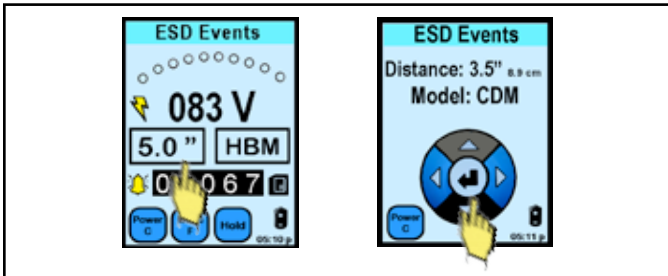 ESD Events
083 V
5.0 ”
HBM
067
Power
C
F
Hold
05:10 p
ESD Events
Distance: 3.5” 8.9 cm
Model: CDM
Power
C
05:11 p